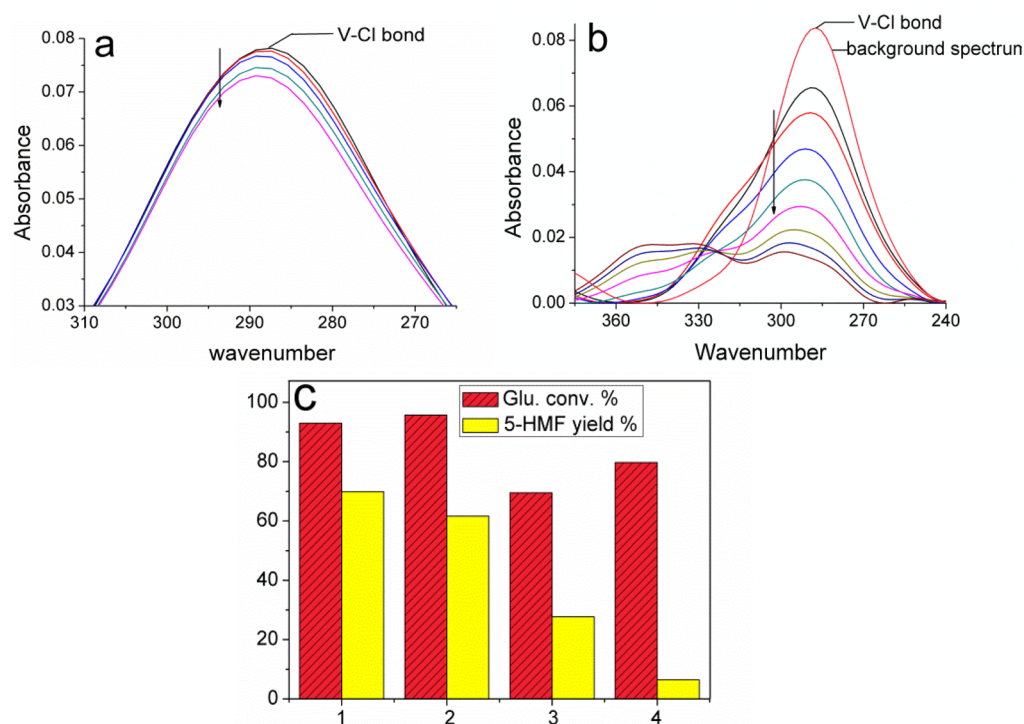 a
V-Cl bond
0.08
0.07
0.06
0.05
0.04
0.03
Absorbance
310 300 290 280 270
wavenumber
b
V-Cl bond
background spectrun
0.08
0.06
0.04
0.02
0.00
Absorbance
360 330 300 270 240
Wavenumber
C
Glu. conv. %
5-HMF yield %
100
80
60
40
20
0
1 2 3 4